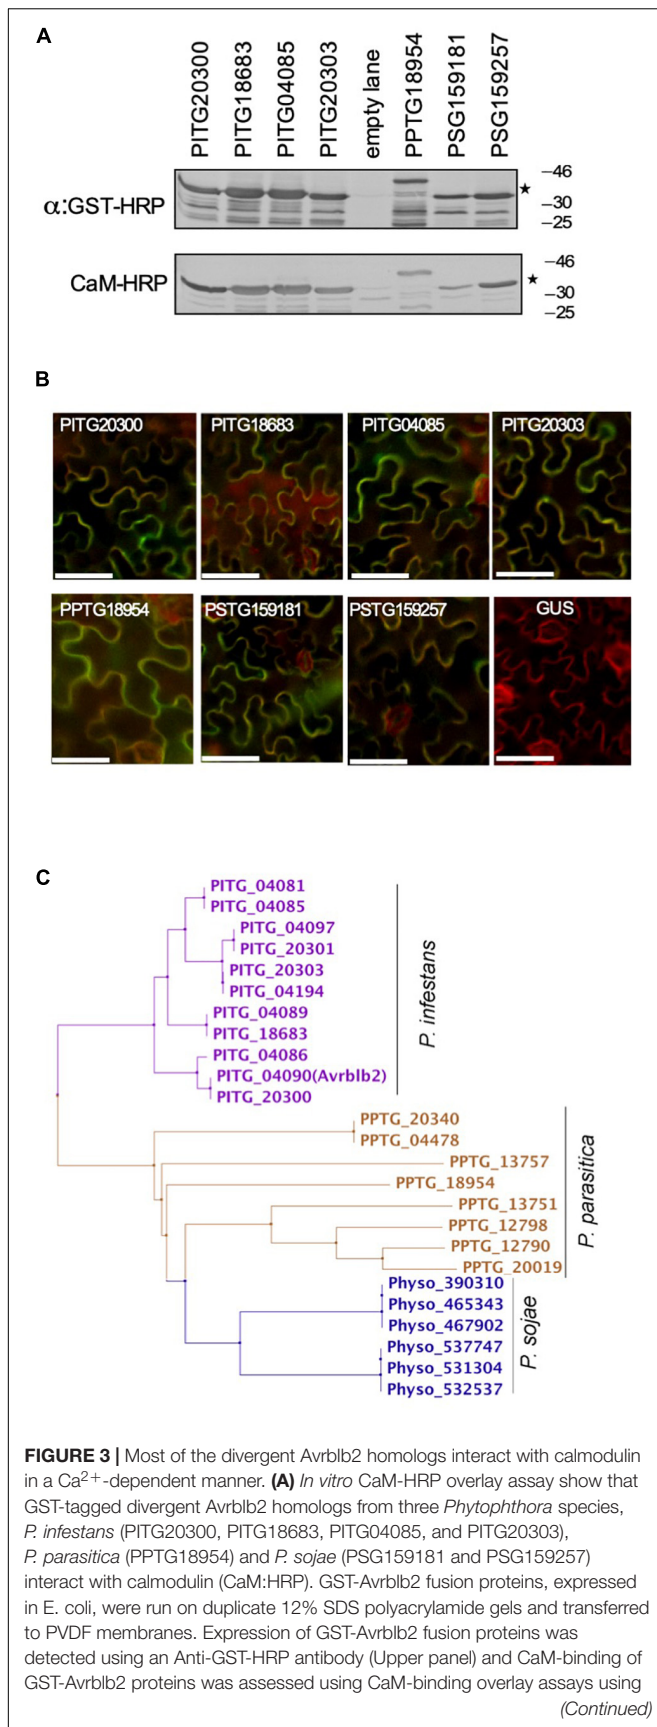 A
PITG20300
PITG18683
PITG04085
PITG20303
empty lane
PPTG18954
PSG159181
PSG159257
α:GST-HRP
–46
★
–30
–25
CaM-HRP
–46
★
–30
–25
B
PITG20300
PITG18683
PITG04085
PITG20303
PPTG18954
PSTG159181
PSTG159257
GUS
C
PITG_04081
PITG_04085
PITG_04097
PITG_20301
PITG_20303
PITG_04194
PITG_04089
PITG_18683
PITG_04086
PITG_04090(Avrblb2)
PITG_20300
P. infestans
PPTG_20340
PPTG_04478
PPTG_13757
PPTG_18954
PPTG_13751
PPTG_12798
PPTG_12790
PPTG_20019
P. parasitica
Physo_390310
Physo_465343
Physo_467902
Physo_537747
Physo_531304
Physo_532537
P. sojae
FIGURE 3 | Most of the divergent Avrblb2 homologs interact with calmodulin
in a Ca²⁺-dependent manner. (A) In vitro CaM-HRP overlay assay show that
GST-tagged divergent Avrblb2 homologs from three Phytophthora species,
P. infestans (PITG20300, PITG18683, PITG04085, and PITG20303),
P. parasitica (PPTG18954) and P. sojae (PSG159181 and PSG159257)
interact with calmodulin (CaM:HRP). GST-Avrblb2 fusion proteins, expressed
in E. coli, were run on duplicate 12% SDS polyacrylamide gels and transferred
to PVDF membranes. Expression of GST-Avrblb2 fusion proteins was
detected using an Anti-GST-HRP antibody (Upper panel) and CaM-binding of
GST-Avrblb2 proteins was assessed using CaM-binding overlay assays using
(Continued)